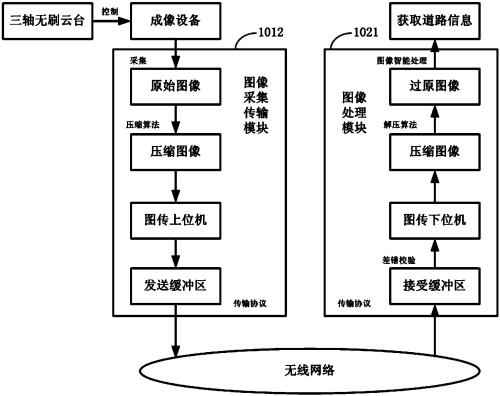 三轴无刷云台
控制
成像设备
1012
采集
原始图像
图像
采集
传输
模块
压缩算法
压缩图像
图传上位机
发送缓冲区
传输协议
获取道路信息
1021
图像智能处理
过原图像
图像
处理
模块
解压算法
压缩图像
图传下位机
差错校验
接受缓冲区
传输协议
无线网络